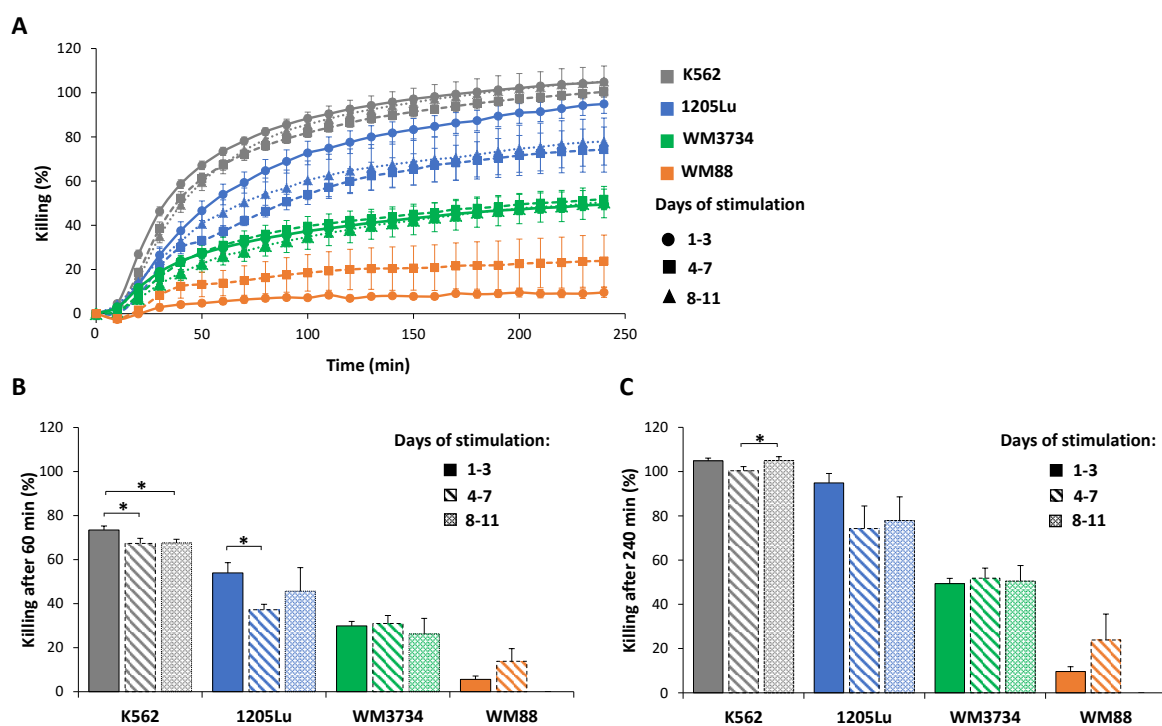 A
120
100
80
60
40
20
0
Killing (%)
0
50
100
150
200
250
Time (min)
K562
1205Lu
WM3734
WM88
Days of stimulation
1-3
4-7
8-11
B
120
100
80
60
40
20
0
Killing after 60 min (%)
Days of stimulation:
1-3
4-7
8-11
*
*
*
K562 1205Lu WM3734 WM88
C
120
100
80
60
40
20
0
Killing after 240 min (%)
Days of stimulation:
1-3
4-7
8-11
*
K562 1205Lu WM3734 WM88